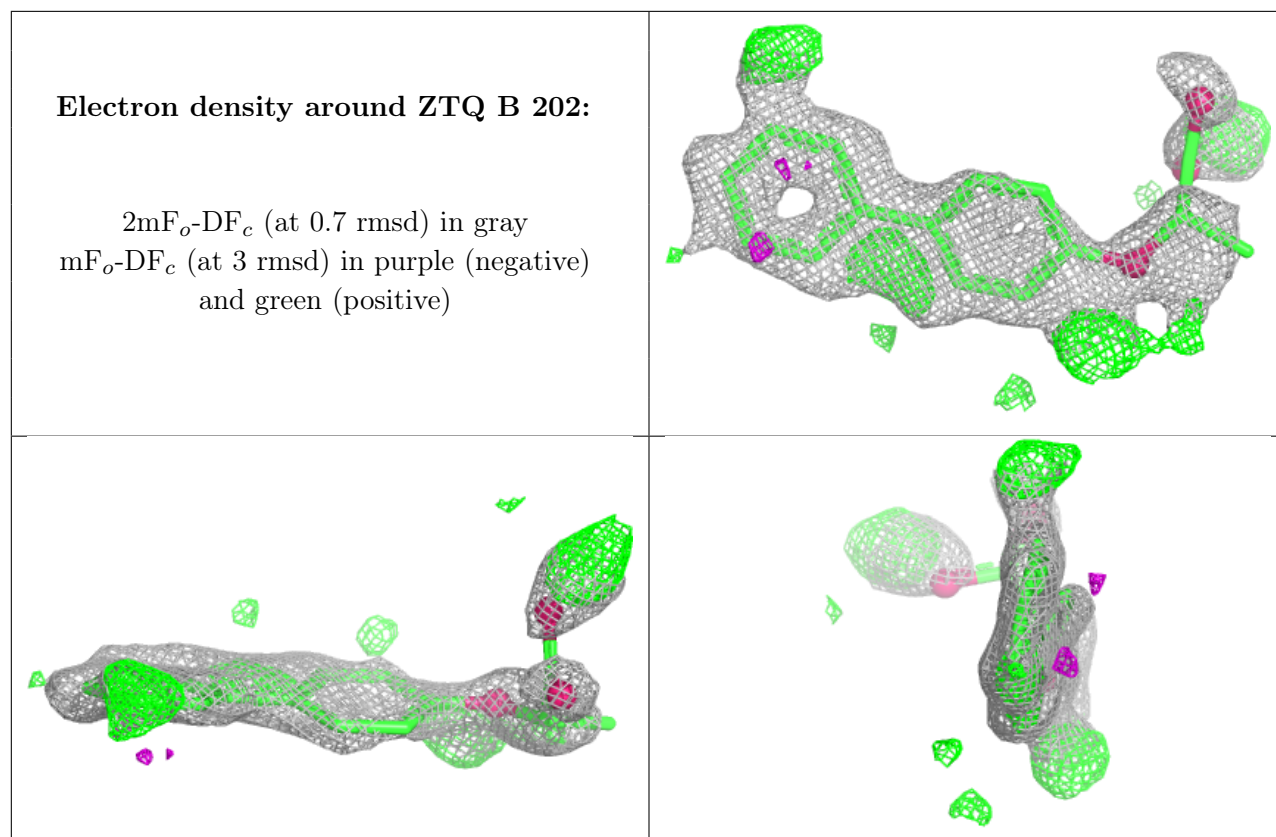 Electron density around ZTQ B 202:
2mFo-DFc (at 0.7 rmsd) in gray
mFo-DFc (at 3 rmsd) in purple (negative)
and green (positive)